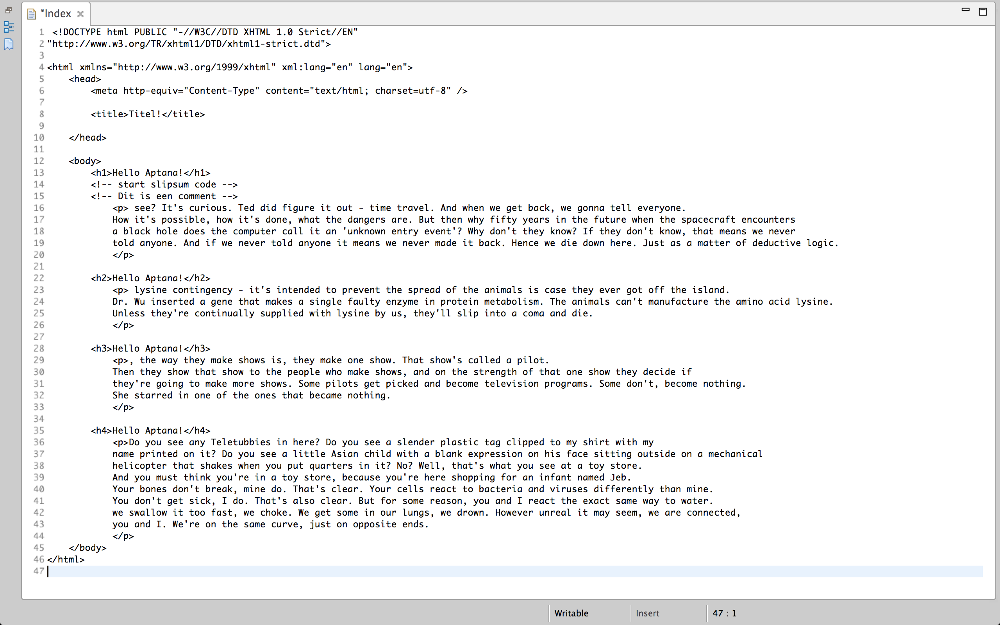 *Index
1 <!DOCTYPE html PUBLIC "-//W3C//DTD XHTML 1.0 Strict//EN"
2 "http://www.w3.org/TR/xhtml1/DTD/xhtml1-strict.dtd">
3
4 <html xmlns="http://www.w3.org/1999/xhtml" xml:lang="en" lang="en">
5 <head>
6 <meta http-equiv="Content-Type" content="text/html; charset=utf-8" />
7
8 <title>Titel!</title>
9
10 </head>
11
12 <body>
13 <h1>Hello Aptana!</h1>
14 <!-- start slipsum code -->
15 <!-- Dit is een comment -->
16 <p> see? It's curious. Ted did figure it out - time travel. And when we get back, we gonna tell everyone.
17 How it's possible, how it's done, what the dangers are. But then why fifty years in the future when the spacecraft encounters
18 a black hole does the computer call it an 'unknown entry event'? Why don't they know? If they don't know, that means we never
19 told anyone. And if we never told anyone it means we never made it back. Hence we die down here. Just as a matter of deductive logic.
20 </p>
21
22 <h2>Hello Aptana!</h2>
23 <p> lysine contingency - it's intended to prevent the spread of the animals is case they ever got off the island.
24 Dr. Wu inserted a gene that makes a single faulty enzyme in protein metabolism. The animals can't manufacture the amino acid lysine.
25 Unless they're continually supplied with lysine by us, they'll slip into a coma and die.
26 </p>
27
28 <h3>Hello Aptana!</h3>
29 <p>, the way they make shows is, they make one show. That show's called a pilot.
30 Then they show that show to the people who make shows, and on the strength of that one show they decide if
31 they're going to make more shows. Some pilots get picked and become television programs. Some don't, become nothing.
32 She starred in one of the ones that became nothing.
33 </p>
34
35 <h4>Hello Aptana!</h4>
36 <p>Do you see any Teletubbies in here? Do you see a slender plastic tag clipped to my shirt with my
37 name printed on it? Do you see a little Asian child with a blank expression on his face sitting outside on a mechanical
38 helicopter that shakes when you put quarters in it? No? Well, that's what you see at a toy store.
39 And you must think you're in a toy store, because you're here shopping for an infant named Jeb.
40 Your bones don't break, mine do. That's clear. Your cells react to bacteria and viruses differently than mine.
41 You don't get sick, I do. That's also clear. But for some reason, you and I react the exact same way to water.
42 we swallow it too fast, we choke. We get some in our lungs, we drown. However unreal it may seem, we are connected,
43 you and I. We're on the same curve, just on opposite ends.
44 </p>
45 </body>
46 </html>
47
Writable Insert 47 : 1